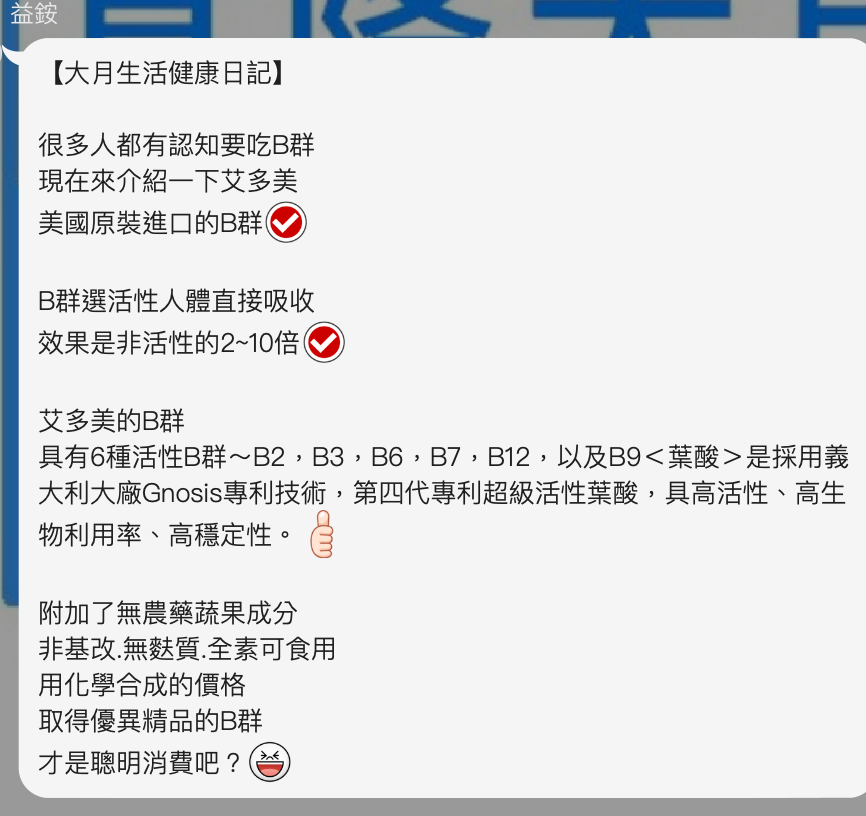 益銨
【大月生活健康日記】
很多人都有認知要吃B群
現在來介紹一下艾多美
美國原裝進口的B群
B群選活性人體直接吸收
效果是非活性的2~10倍
艾多美的B群
具有6種活性B群～B2，B3，B6，B7，B12，以及B9＜葉酸＞是採用義
大利大廠Gnosis專利技術，第四代專利超級活性葉酸，具高活性、高生
物利用率、高穩定性。
附加了無農藥蔬果成分
非基改.無麩質.全素可食用
用化學合成的價格
取得優異精品的B群
才是聰明消費吧？